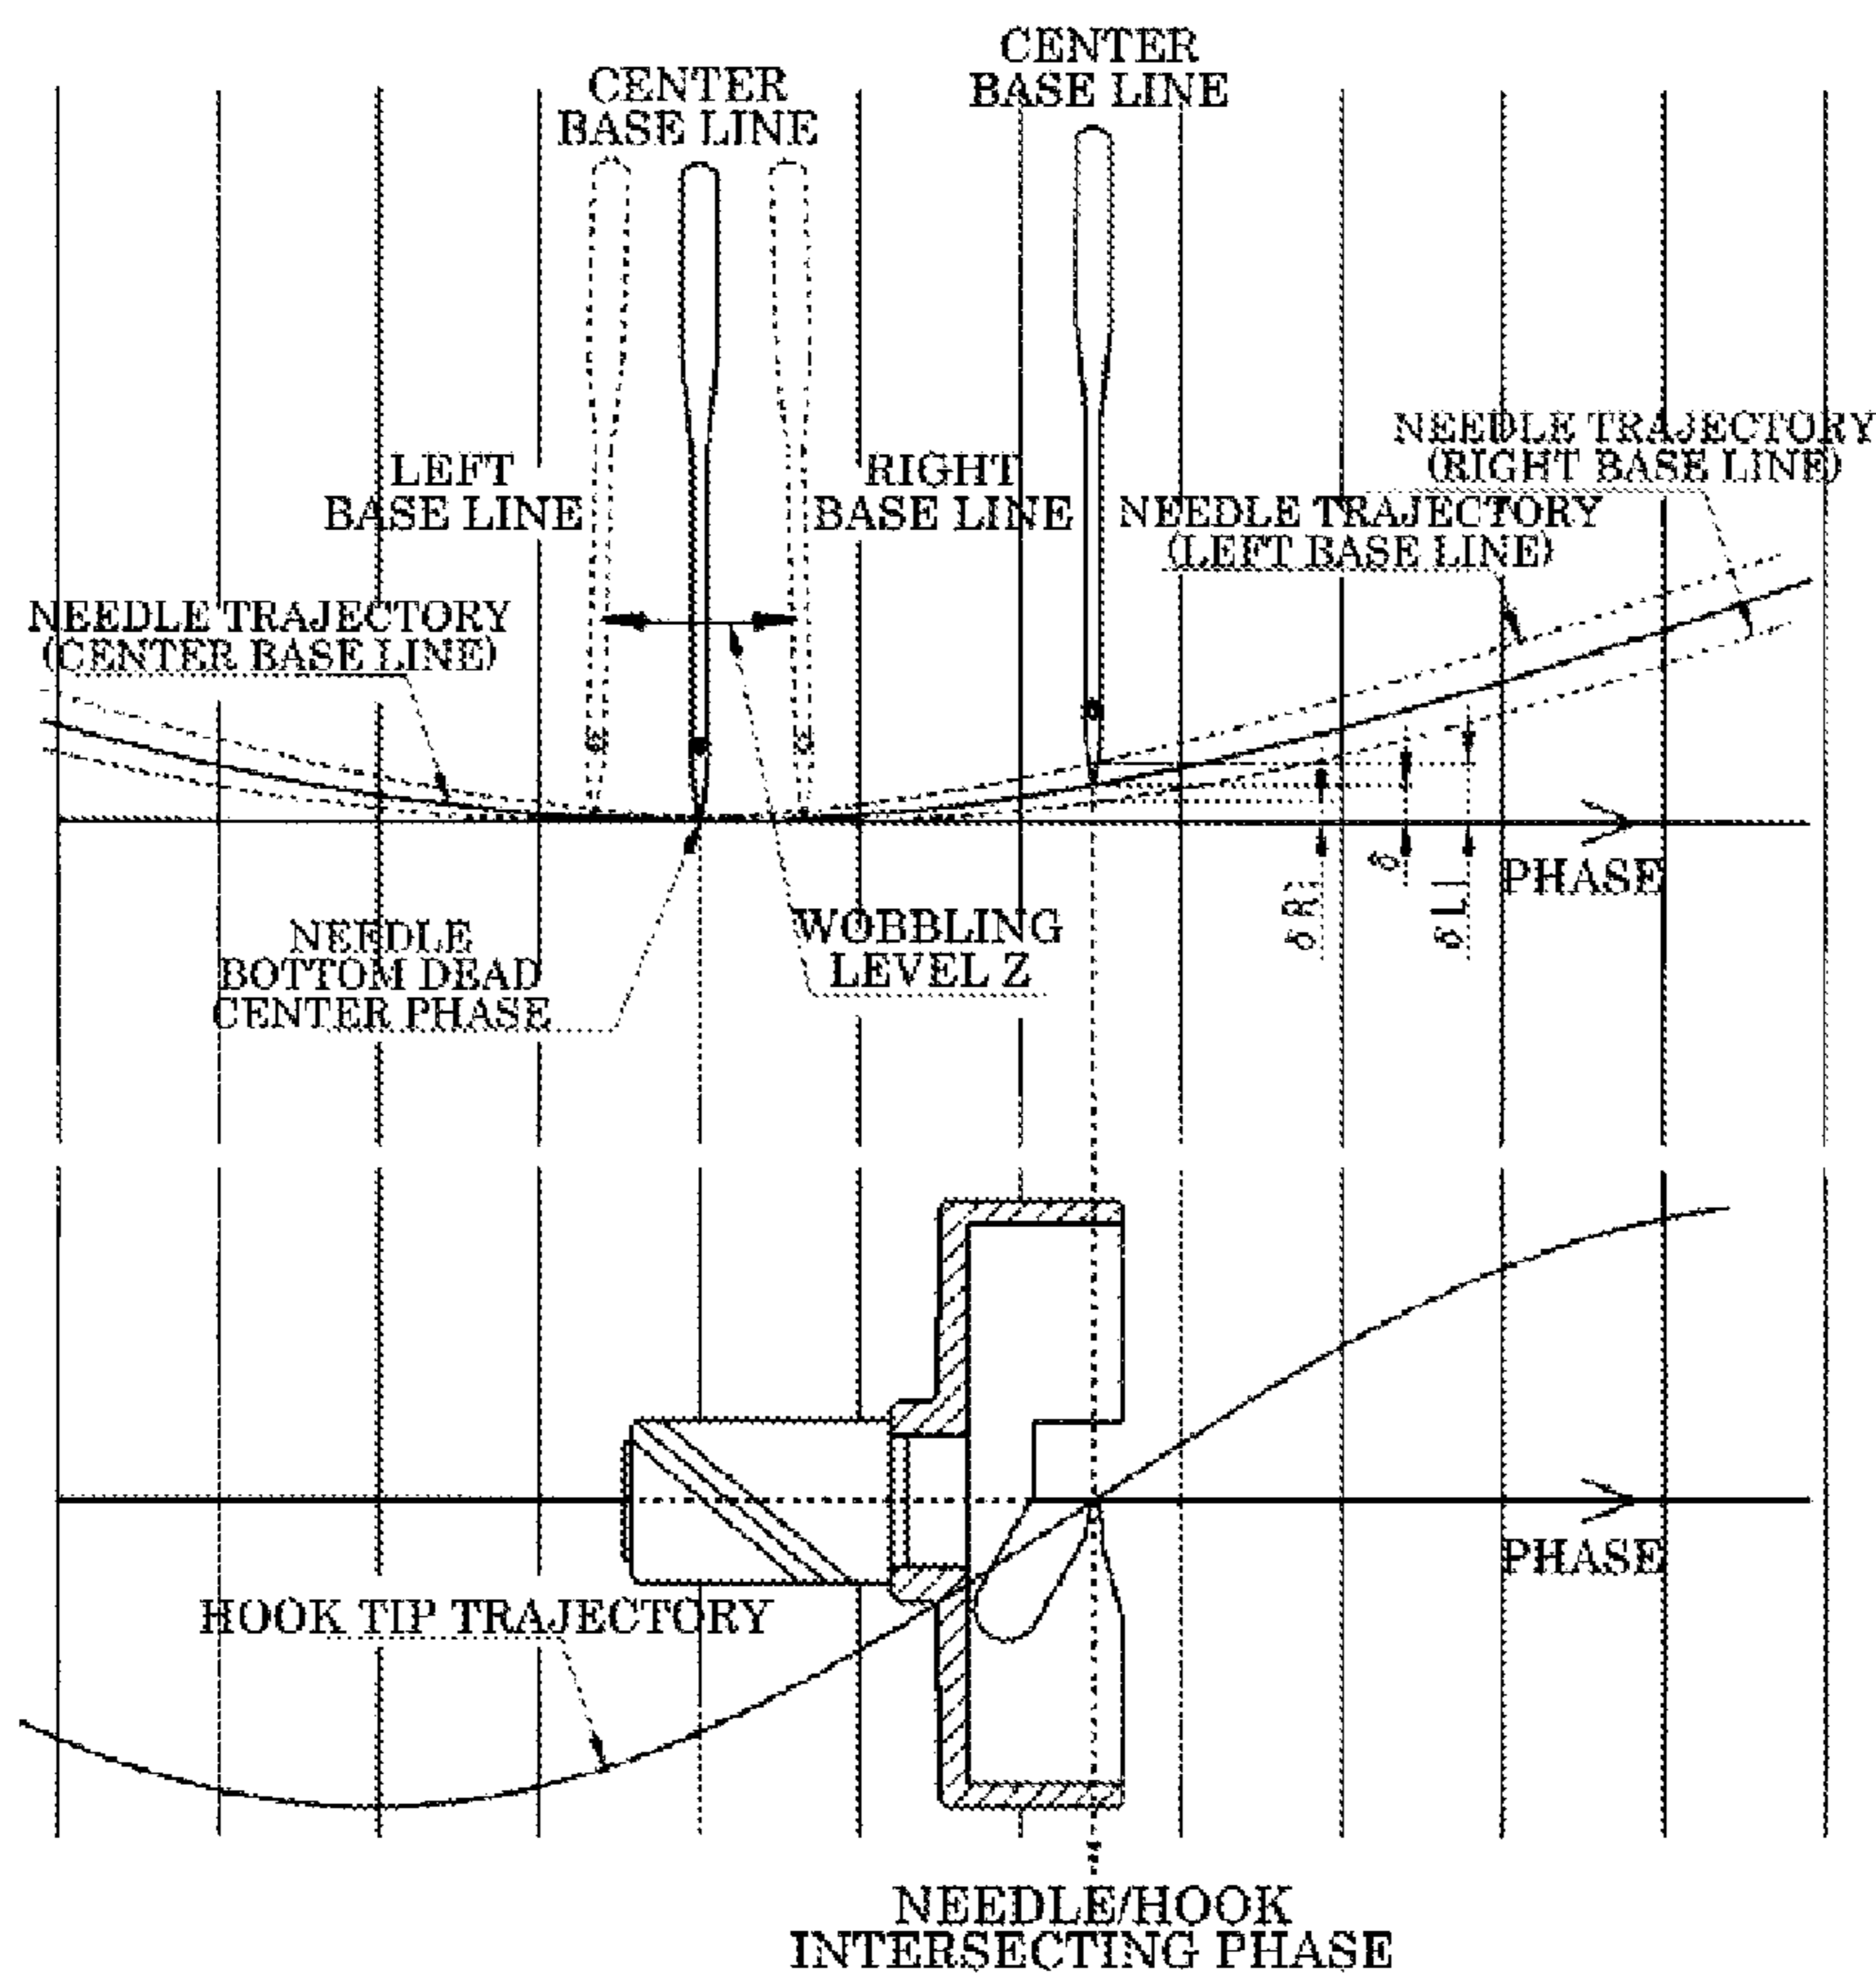 CENTER
BASE LINE
CENTER
BASE LINE
NEEDLE TRAJECTORY
(RIGHT BASE LINE)
LEFT
BASE LINE
RIGHT
BASE LINE
NEEDLE TRAJECTORY
(LEFT BASE LINE)
NEEDLE TRAJECTORY
(CENTER BASE LINE)
PHASE
δR1
δ
δL1
NEEDLE
BOTTOM DEAD
CENTER PHASE
WOBBLING
LEVEL Z
PHASE
HOOK TIP TRAJECTORY
NEEDLE/HOOK
INTERSECTING PHASE